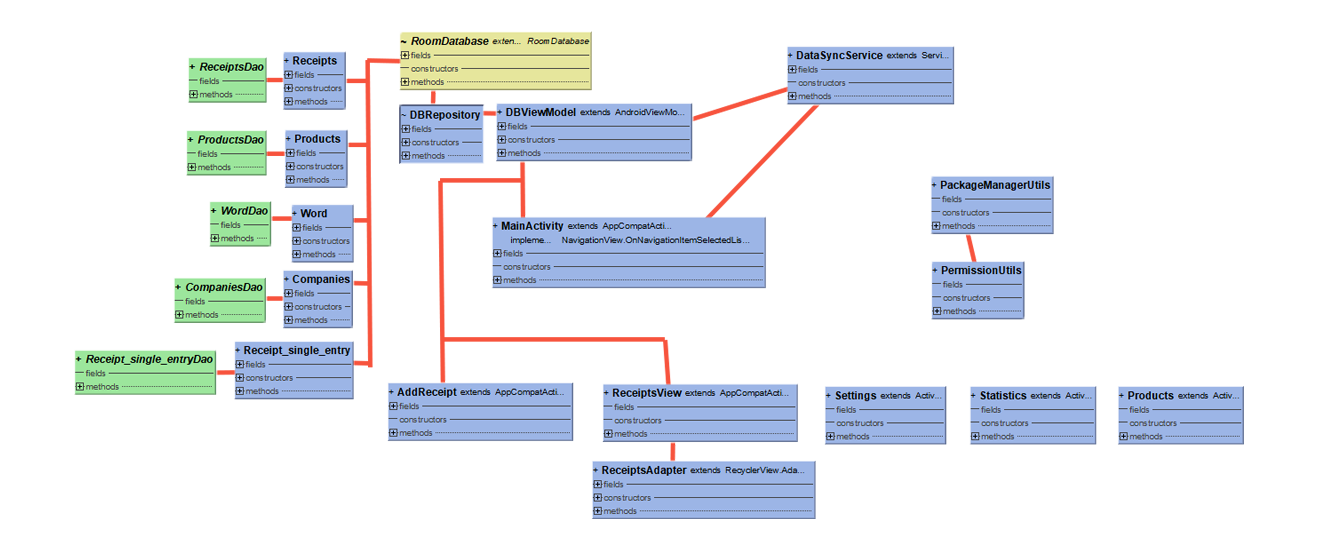 + ReceiptsDao
fields
methods
+ Receipts
fields
constructors
methods
~ RoomDatabase exten... RoomDatabase
fields
constructors
methods
+ DataSyncService extends Servi...
fields
constructors
methods
~ DBRepository
fields
constructors
methods
+ DBViewModel extends AndroidViewMo...
fields
constructors
methods
+ ProductsDao
fields
methods
+ Products
fields
constructors
methods
+ PackageManagerUtils
fields
constructors
methods
+ WordDao
fields
methods
+ Word
fields
constructors
methods
+ MainActivity extends AppCompatActi...
impleme... NavigationView.OnNavigationItemSelectedLis...
fields
constructors
methods
+ PermissionUtils
fields
constructors
methods
+ CompaniesDao
fields
methods
+ Companies
fields
constructors
methods
+ Receipt_single_entryDao
fields
methods
+ Receipt_single_entry
fields
constructors
methods
+ AddReceipt extends AppCompatActi...
fields
constructors
methods
+ ReceiptsView extends AppCompatActi...
fields
constructors
methods
+ Settings extends Activ...
fields
constructors
methods
+ Statistics extends Activ...
fields
constructors
methods
+ Products extends Activ...
fields
constructors
methods
+ ReceiptsAdapter extends RecyclerView.Ada...
fields
constructors
methods